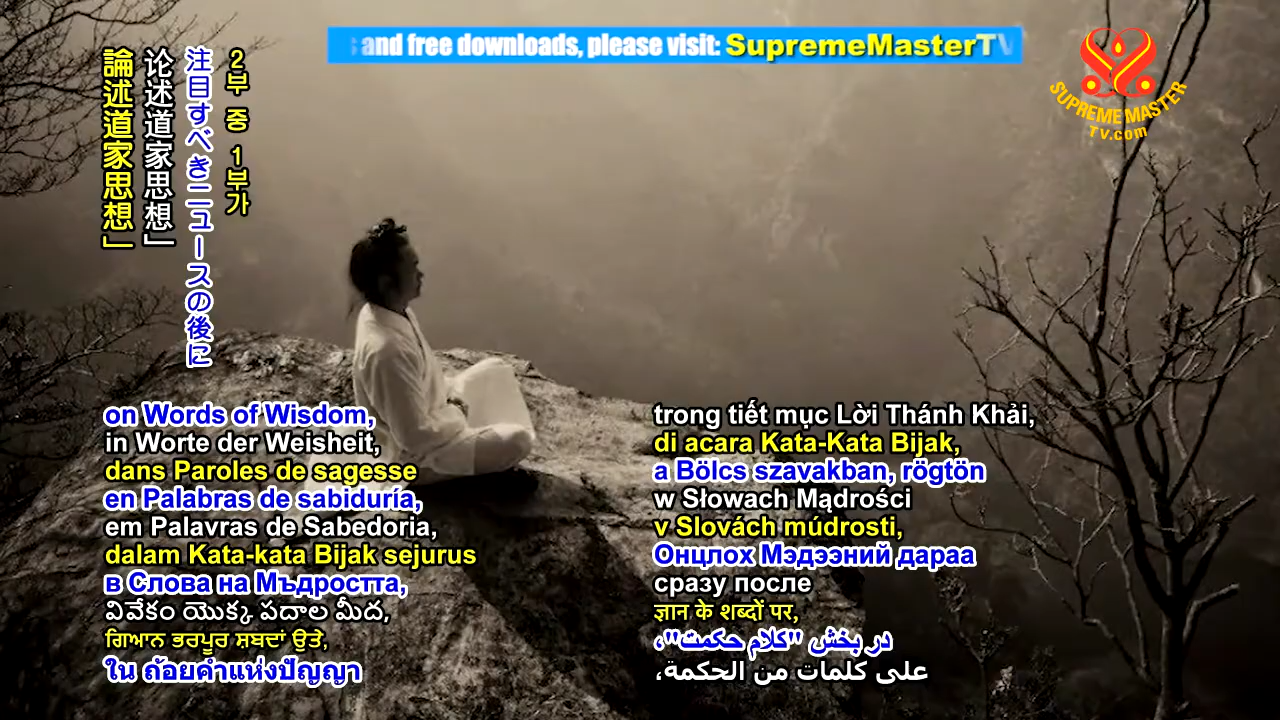 and free downloads, please visit: SupremeMasterTV
SUPREME MASTER
TV.com
2부 중 1부가
注目すべきニュースの後に
论述道家思想」
論述道家思想」
on Words of Wisdom,
in Worte der Weisheit,
dans Paroles de sagesse
en Palabras de sabiduría,
em Palavras de Sabedoria,
dalam Kata-kata Bijak sejurus
в Слова на Мъдростта,
వివేకం యొక్క పదాల మీద,
ਗਿਆਨ ਭਰਪੂਰ ਸ਼ਬਦਾਂ ਉਤੇ,
ใน ถ้อยคำแห่งปัญญา
trong tiết mục Lời Thánh Khải,
di acara Kata-Kata Bijak,
a Bölcs szavakban, rögtön
w Słowach Mądrości
v Slovách múdrosti,
Онцлох Мэдээний дараа
сразу после
ज्ञान के शब्दों पर,
در بخش "کلام حکمت"،
على كلمات من الحكمة،